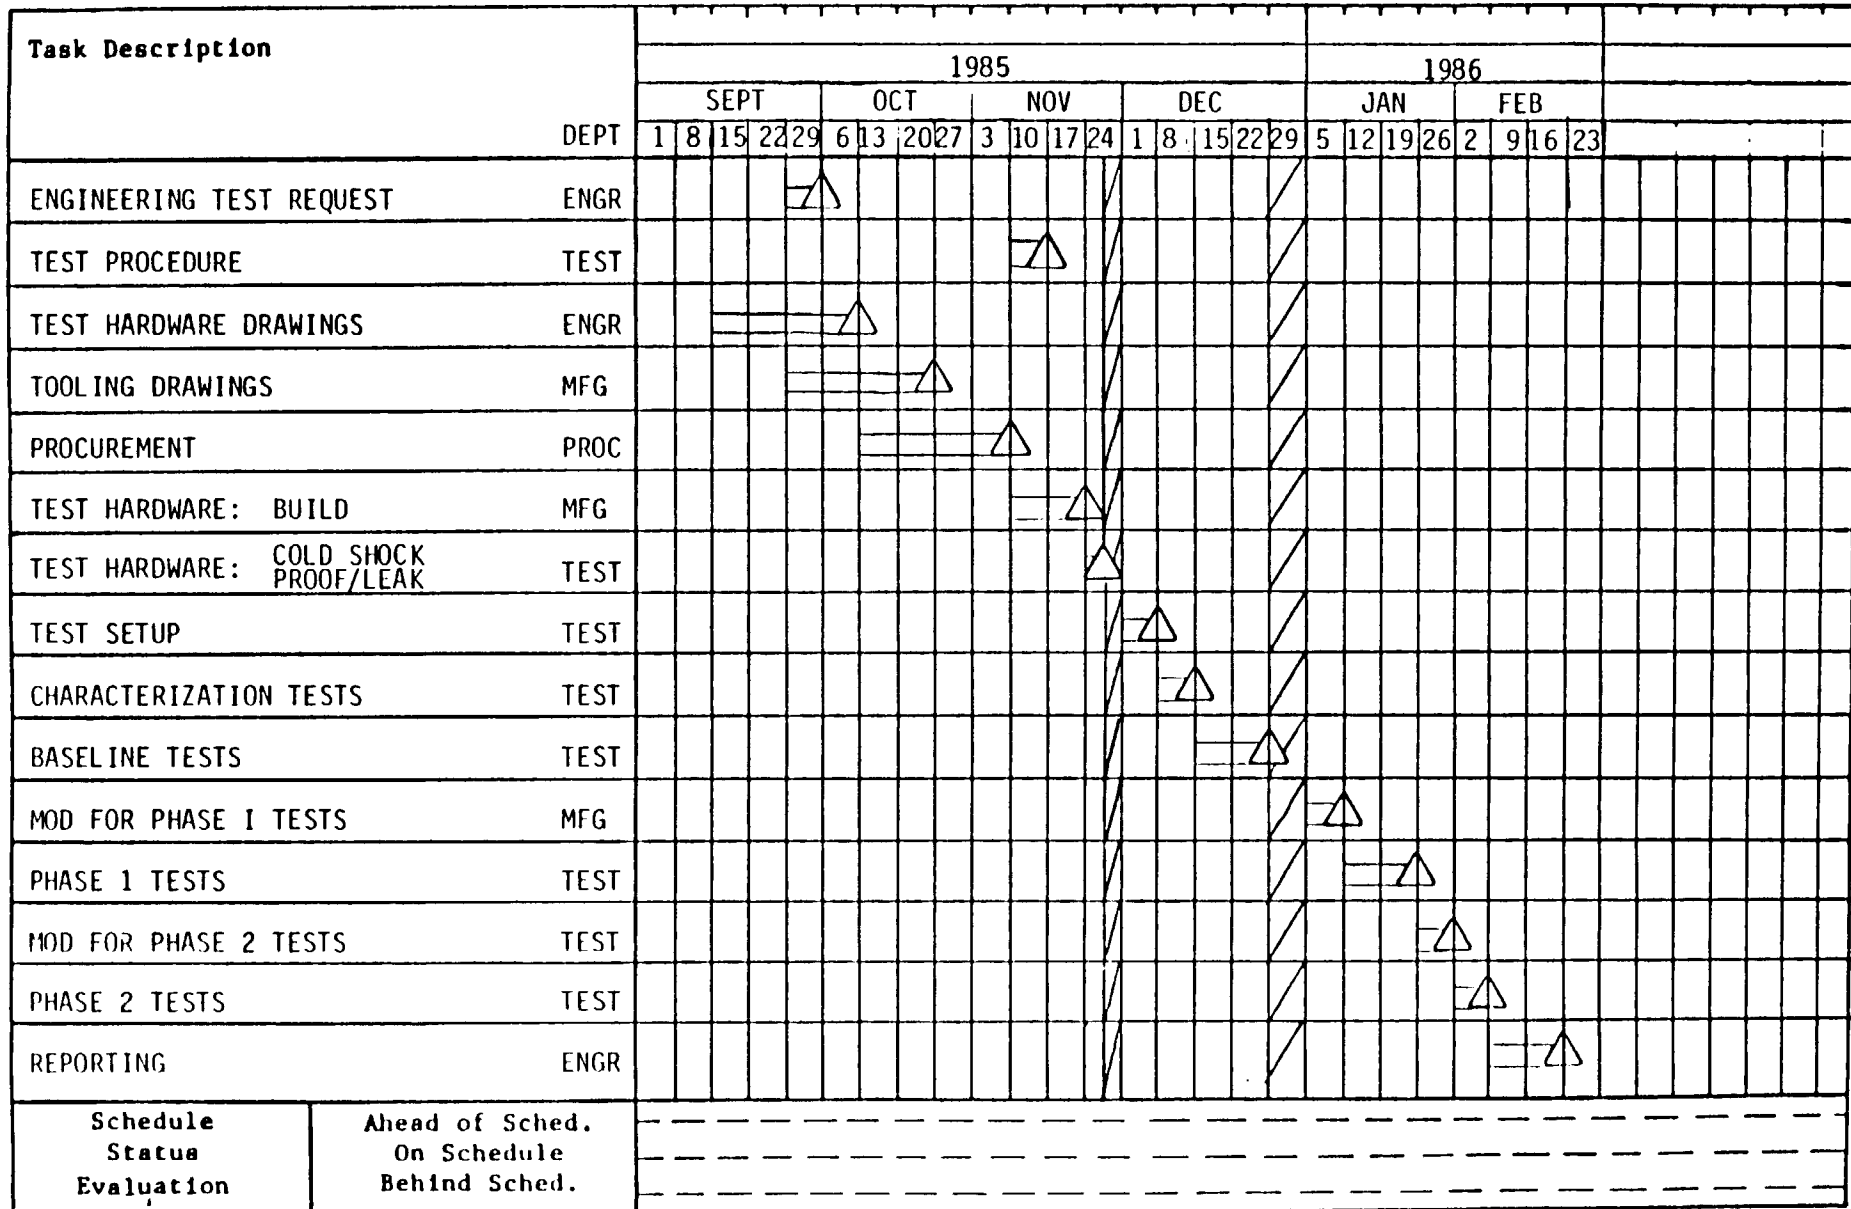 Task Description
DEPT
1985 1986
SEPT OCT NOV DEC JAN FEB
1 8 15 22 29 6 13 20 27 3 10 17 24 1 8 15 22 29 5 12 19 26 2 9 16 23
ENGINEERING TEST REQUEST ENGR
TEST PROCEDURE TEST
TEST HARDWARE DRAWINGS ENGR
TOOLING DRAWINGS MFG
PROCUREMENT PROC
TEST HARDWARE: BUILD MFG
TEST HARDWARE: COLD SHOCK
PROOF/LEAK TEST
TEST SETUP TEST
CHARACTERIZATION TESTS TEST
BASELINE TESTS TEST
MOD FOR PHASE I TESTS MFG
PHASE 1 TESTS TEST
MOD FOR PHASE 2 TESTS TEST
PHASE 2 TESTS TEST
REPORTING ENGR
Schedule Ahead of Sched.
Status On Schedule
Evaluation Behind Sched.